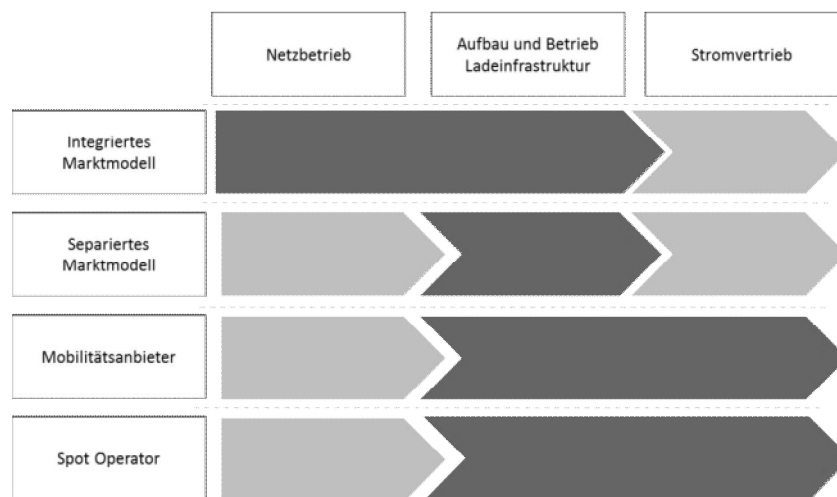 Netzbetrieb
Aufbau und Betrieb
Ladeinfrastruktur
Stromvertrieb
Integriertes
Marktmodell
Separiertes
Marktmodell
Mobilitätsanbieter
Spot Operator